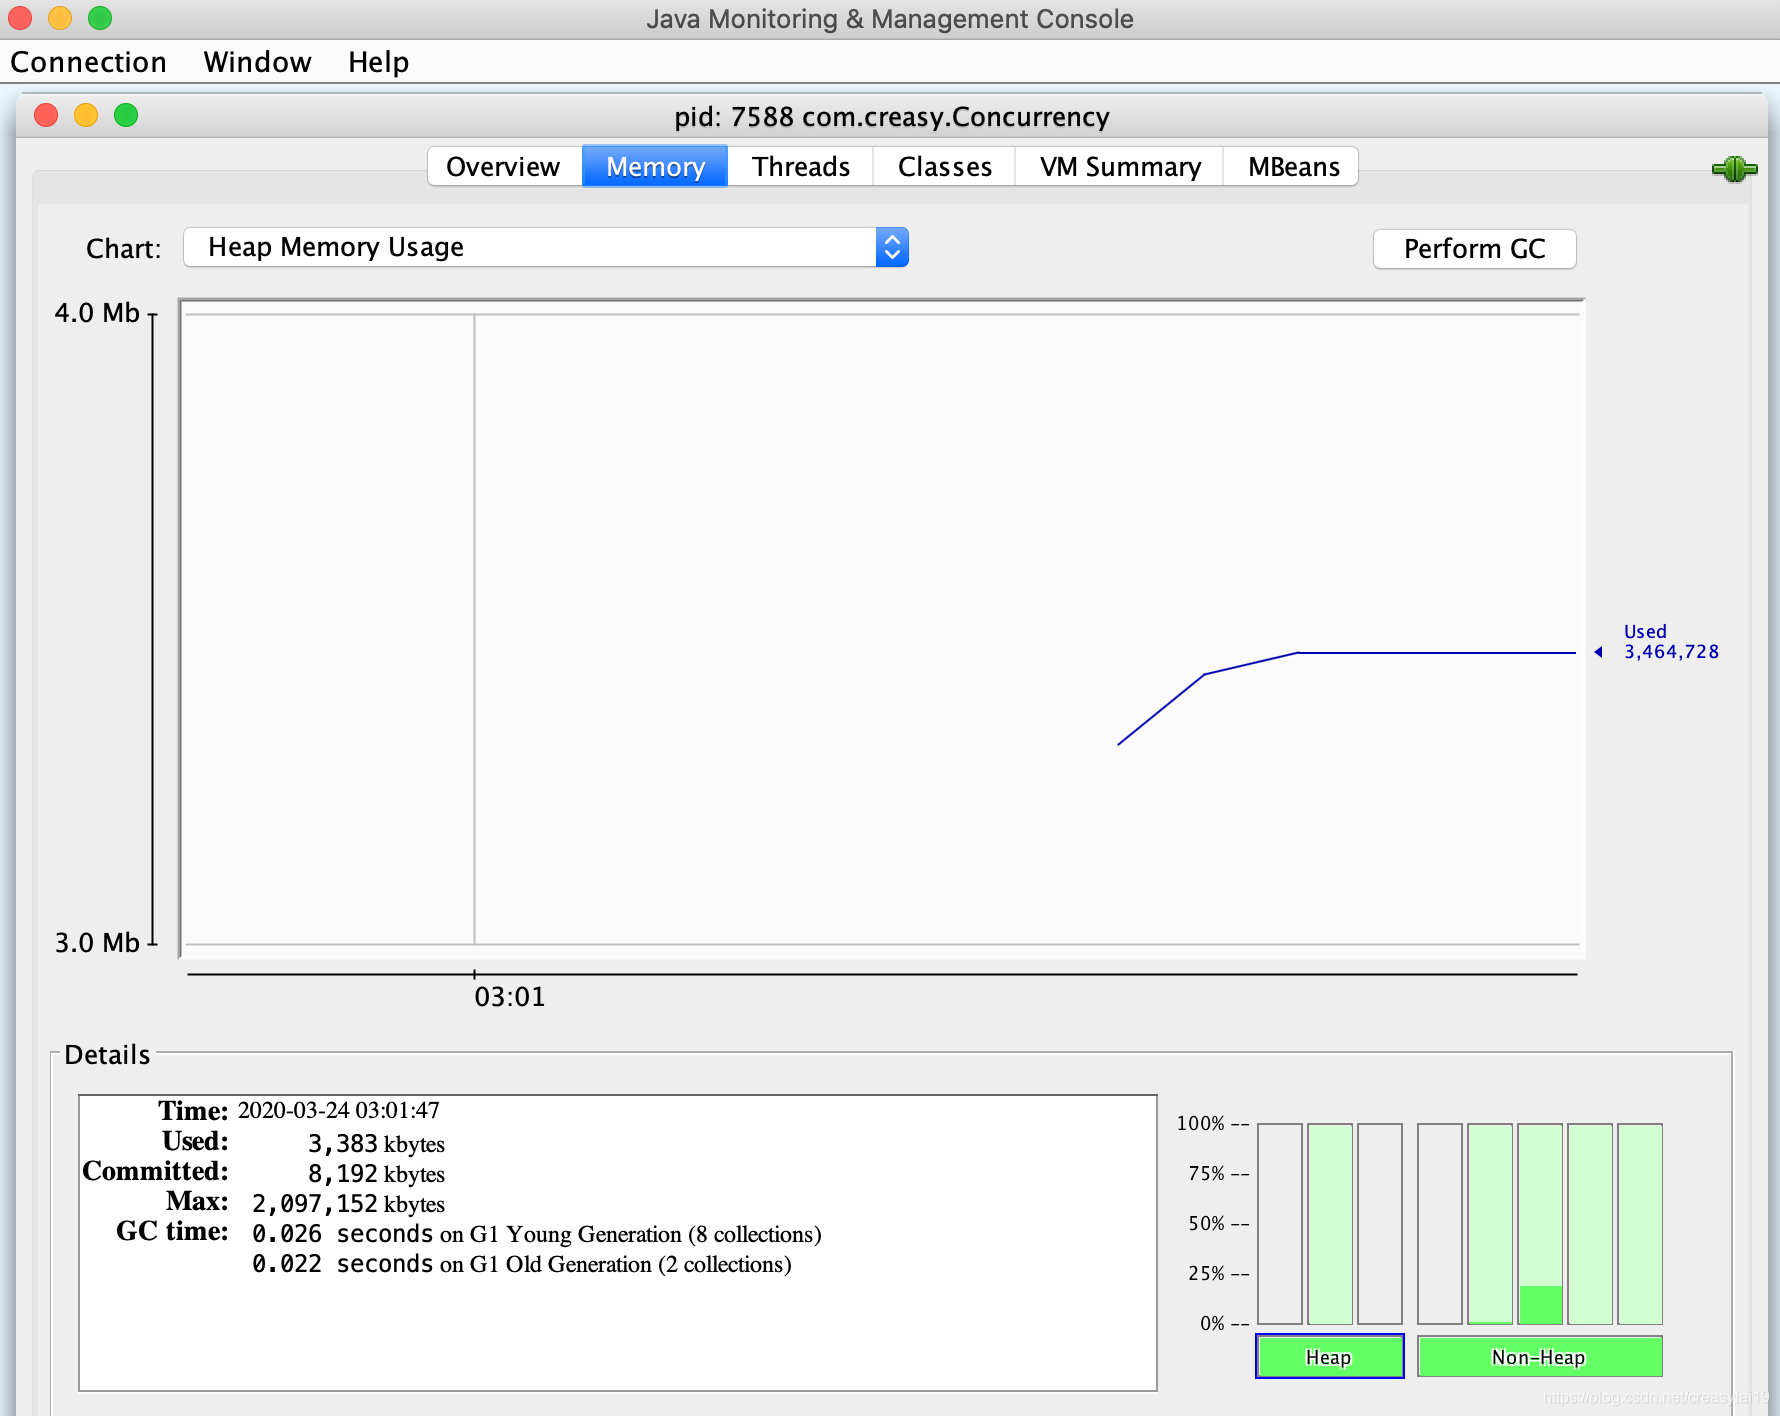 Java Monitoring & Management Console
Connection Window Help
pid: 7588 com.creasy.Concurrency
Overview Memory Threads Classes VM Summary MBeans
Chart: Heap Memory Usage Perform GC
4.0 Mb
Used
3,464,728
3.0 Mb
03:01
Details
Time: 2020-03-24 03:01:47
Used: 3,383 kbytes
Committed: 8,192 kbytes
Max: 2,097,152 kbytes
GC time: 0.026 seconds on G1 Young Generation (8 collections)
0.022 seconds on G1 Old Generation (2 collections)
100% --
75% --
50% --
25% --
0% --
Heap Non-Heap
https://blog.csdn.net/creasylai19